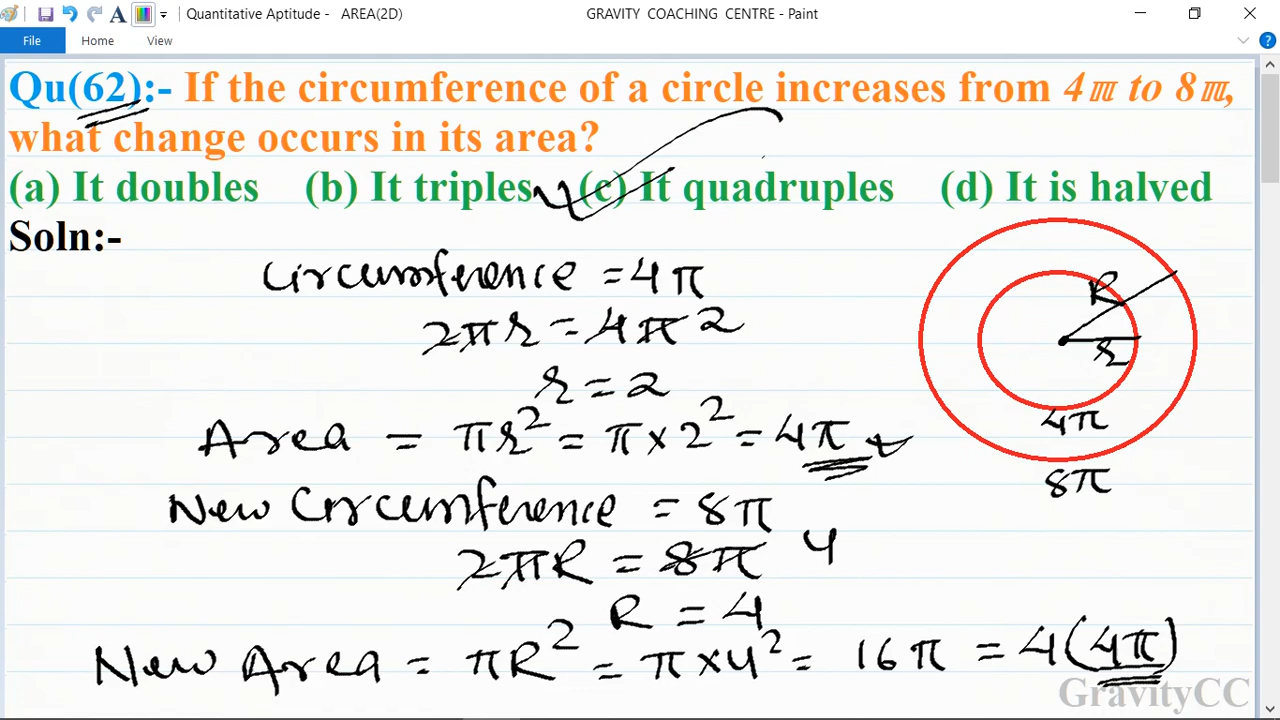 Quantitative Aptitude - AREA(2D) GRAVITY COACHING CENTRE - Paint
File Home View
Qu(62):- If the circumference of a circle increases from 4π to 8π,
what change occurs in its area?
(a) It doubles (b) It triples (c) It quadruples (d) It is halved
Soln:-
Circumference = 4π
2πr = 4π 2
r = 2
Area = πr² = π×2² = 4π
New Circumference = 8π
2πR = 8π 4
R = 4
New Area = πR² = π×4² = 16π = 4(4π)
R
r
4π
8π
GravityCC